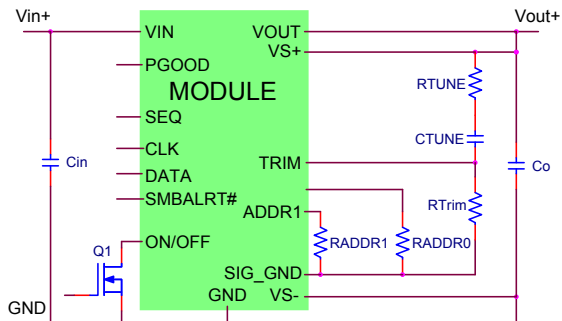 Vin+
Vout+
VIN
VOUT
VS+
PGOOD
RTUNE
MODULE
SEQ
CTUNE
CLK
Cin
TRIM
Co
DATA
SMBALRT#
RTrim
ADDR1
Q1
ON/OFF
RADDR1
RADDR0
SIG_GND
GND
GND
VS-